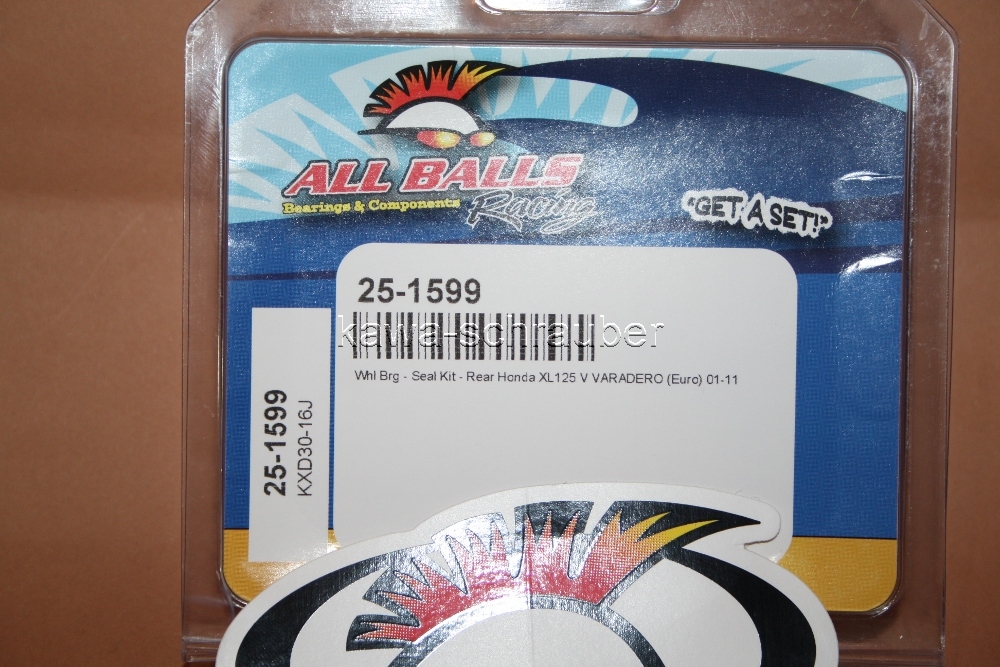 ALL BALLS
Bearings & Components Racing
"GET A SET!"
25-1599
kawa-schrauber
Whl Brg - Seal Kit - Rear Honda XL125 V VARADERO (Euro) 01-11
25-1599
KXD30-16J